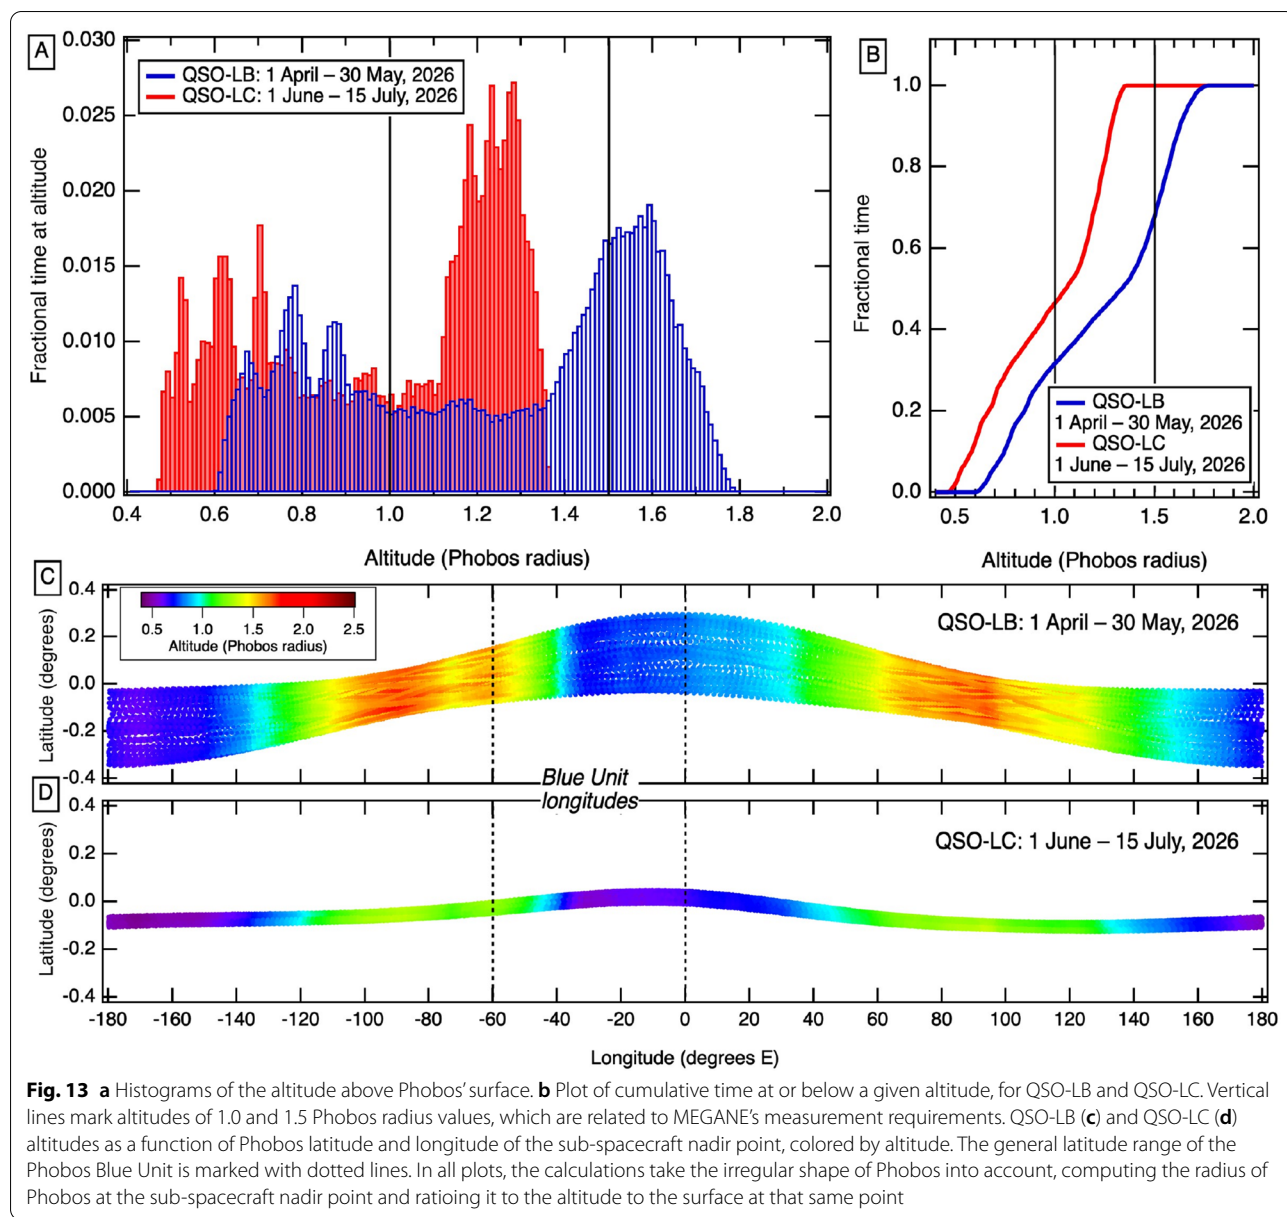 A
0.030
0.025
0.020
0.015
0.010
0.005
0.000
Fractional time at altitude
QSO-LB: 1 April – 30 May, 2026
QSO-LC: 1 June – 15 July, 2026
0.4 0.6 0.8 1.0 1.2 1.4 1.6 1.8 2.0
Altitude (Phobos radius)
B
1.0
0.8
0.6
0.4
0.2
0.0
Fractional time
QSO-LB
1 April – 30 May, 2026
QSO-LC
1 June – 15 July, 2026
0.5 1.0 1.5 2.0
Altitude (Phobos radius)
C
0.4
0.2
0.0
-0.2
-0.4
Latitude (degrees)
0.5 1.0 1.5 2.0 2.5
Altitude (Phobos radius)
QSO-LB: 1 April – 30 May, 2026
Blue Unit
longitudes
D
0.4
0.2
0.0
-0.2
-0.4
Latitude (degrees)
QSO-LC: 1 June – 15 July, 2026
-180 -160 -140 -120 -100 -80 -60 -40 -20 0 20 40 60 80 100 120 140 160 180
Longitude (degrees E)
Fig. 13 a Histograms of the altitude above Phobos’ surface. b Plot of cumulative time at or below a given altitude, for QSO-LB and QSO-LC. Vertical
lines mark altitudes of 1.0 and 1.5 Phobos radius values, which are related to MEGANE’s measurement requirements. QSO-LB (c) and QSO-LC (d)
altitudes as a function of Phobos latitude and longitude of the sub-spacecraft nadir point, colored by altitude. The general latitude range of the
Phobos Blue Unit is marked with dotted lines. In all plots, the calculations take the irregular shape of Phobos into account, computing the radius of
Phobos at the sub-spacecraft nadir point and ratioing it to the altitude to the surface at that same point